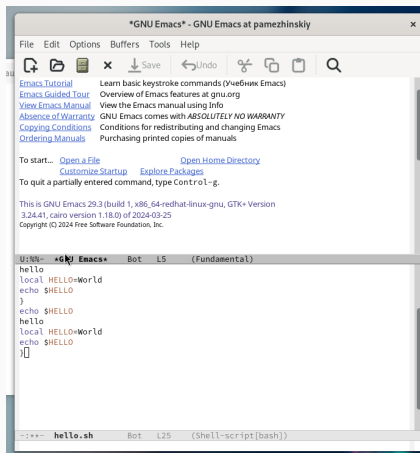 *GNU Emacs* - GNU Emacs at pamezhinskiy
File Edit Options Buffers Tools Help
Save Undo
Emacs Tutorial Learn basic keystroke commands (Учебник Emacs)
Emacs Guided Tour Overview of Emacs features at gnu.org
View Emacs Manual View the Emacs manual using Info
Absence of Warranty GNU Emacs comes with ABSOLUTELY NO WARRANTY
Copying Conditions Conditions for redistributing and changing Emacs
Ordering Manuals Purchasing printed copies of manuals
To start... Open a File Open Home Directory
Customize Startup Explore Packages
To quit a partially entered command, type Control-g.
This is GNU Emacs 29.3 (build 1, x86_64-redhat-linux-gnu, GTK+ Version
3.24.41, cairo version 1.18.0) of 2024-03-25
Copyright (C) 2024 Free Software Foundation, Inc.
U:%%- *GNU Emacs* Bot L5 (Fundamental)
hello
local HELLO=World
echo $HELLO
}
echo $HELLO
hello
local HELLO=World
echo $HELLO
}
-:**- hello.sh Bot L25 (Shell-script[bash])